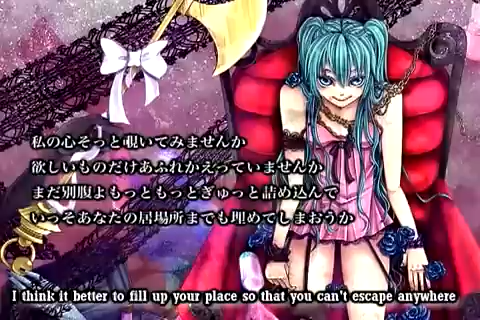 私の心そっと覗いてみませんか
欲しいものだけあふれかえっていませんか
まだ別腹よもっともっとぎゅっと詰め込んで
いっそあなたの居場所までも埋めてしまおうか
I think it better to fill up your place so that you can't escape anywhere